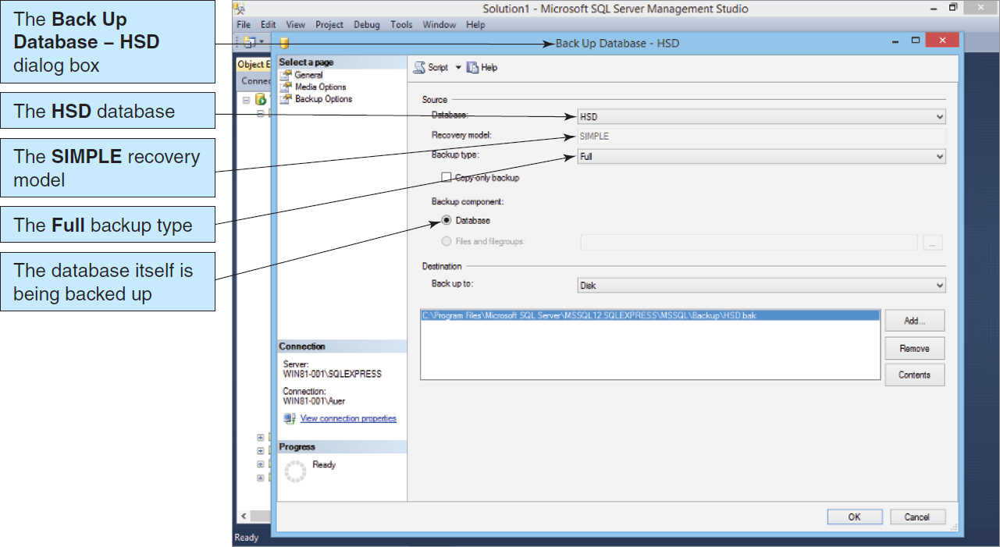 The Back Up
Database – HSD
dialog box
The HSD database
The SIMPLE recovery
model
The Full backup type
The database itself is
being backed up
Solution1 - Microsoft SQL Server Management Studio
File Edit View Project Debug Tools Window Help
Back Up Database - HSD
Object E
Connec
Select a page
General
Media Options
Backup Options
Script Help
Source
Database: HSD
Recovery model: SIMPLE
Backup type: Full
Copy-only backup
Backup component:
Database
Files and filegroups: ...
Destination
Back up to: Disk
C:\Program Files\Microsoft SQL Server\MSSQL12.SQLEXPRESS\MSSQL\Backup\HSD.bak
Add...
Remove
Contents
Connection
Server:
WIN81-001\SQLEXPRESS
Connection:
WIN81-001\Auer
View connection properties
Progress
Ready
OK Cancel
Ready